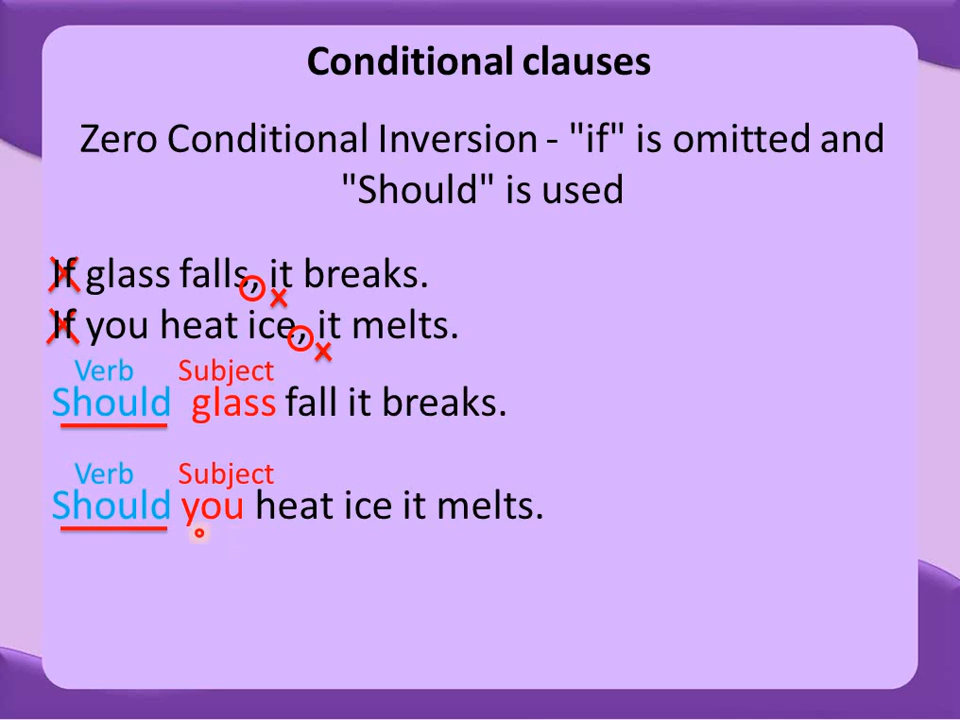 Conditional clauses
Zero Conditional Inversion - "if" is omitted and
"Should" is used
If glass falls, it breaks.
If you heat ice, it melts.
Verb Subject
Should glass fall it breaks.
Verb Subject
Should you heat ice it melts.